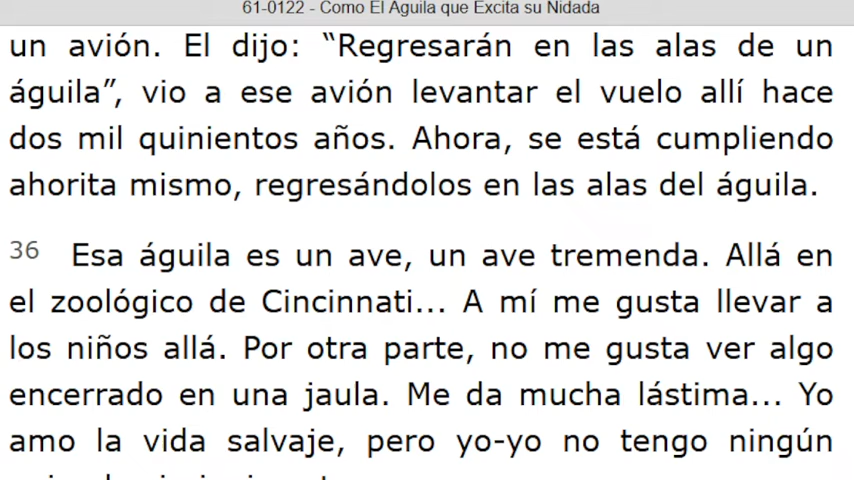 61-0122 - Como El Aguila que Excita su Nidada
un avión. El dijo: “Regresarán en las alas de un
águila”, vio a ese avión levantar el vuelo allí hace
dos mil quinientos años. Ahora, se está cumpliendo
ahorita mismo, regresándolos en las alas del águila.
36 Esa águila es un ave, un ave tremenda. Allá en
el zoológico de Cincinnati... A mí me gusta llevar a
los niños allá. Por otra parte, no me gusta ver algo
encerrado en una jaula. Me da mucha lástima... Yo
amo la vida salvaje, pero yo-yo no tengo ningún